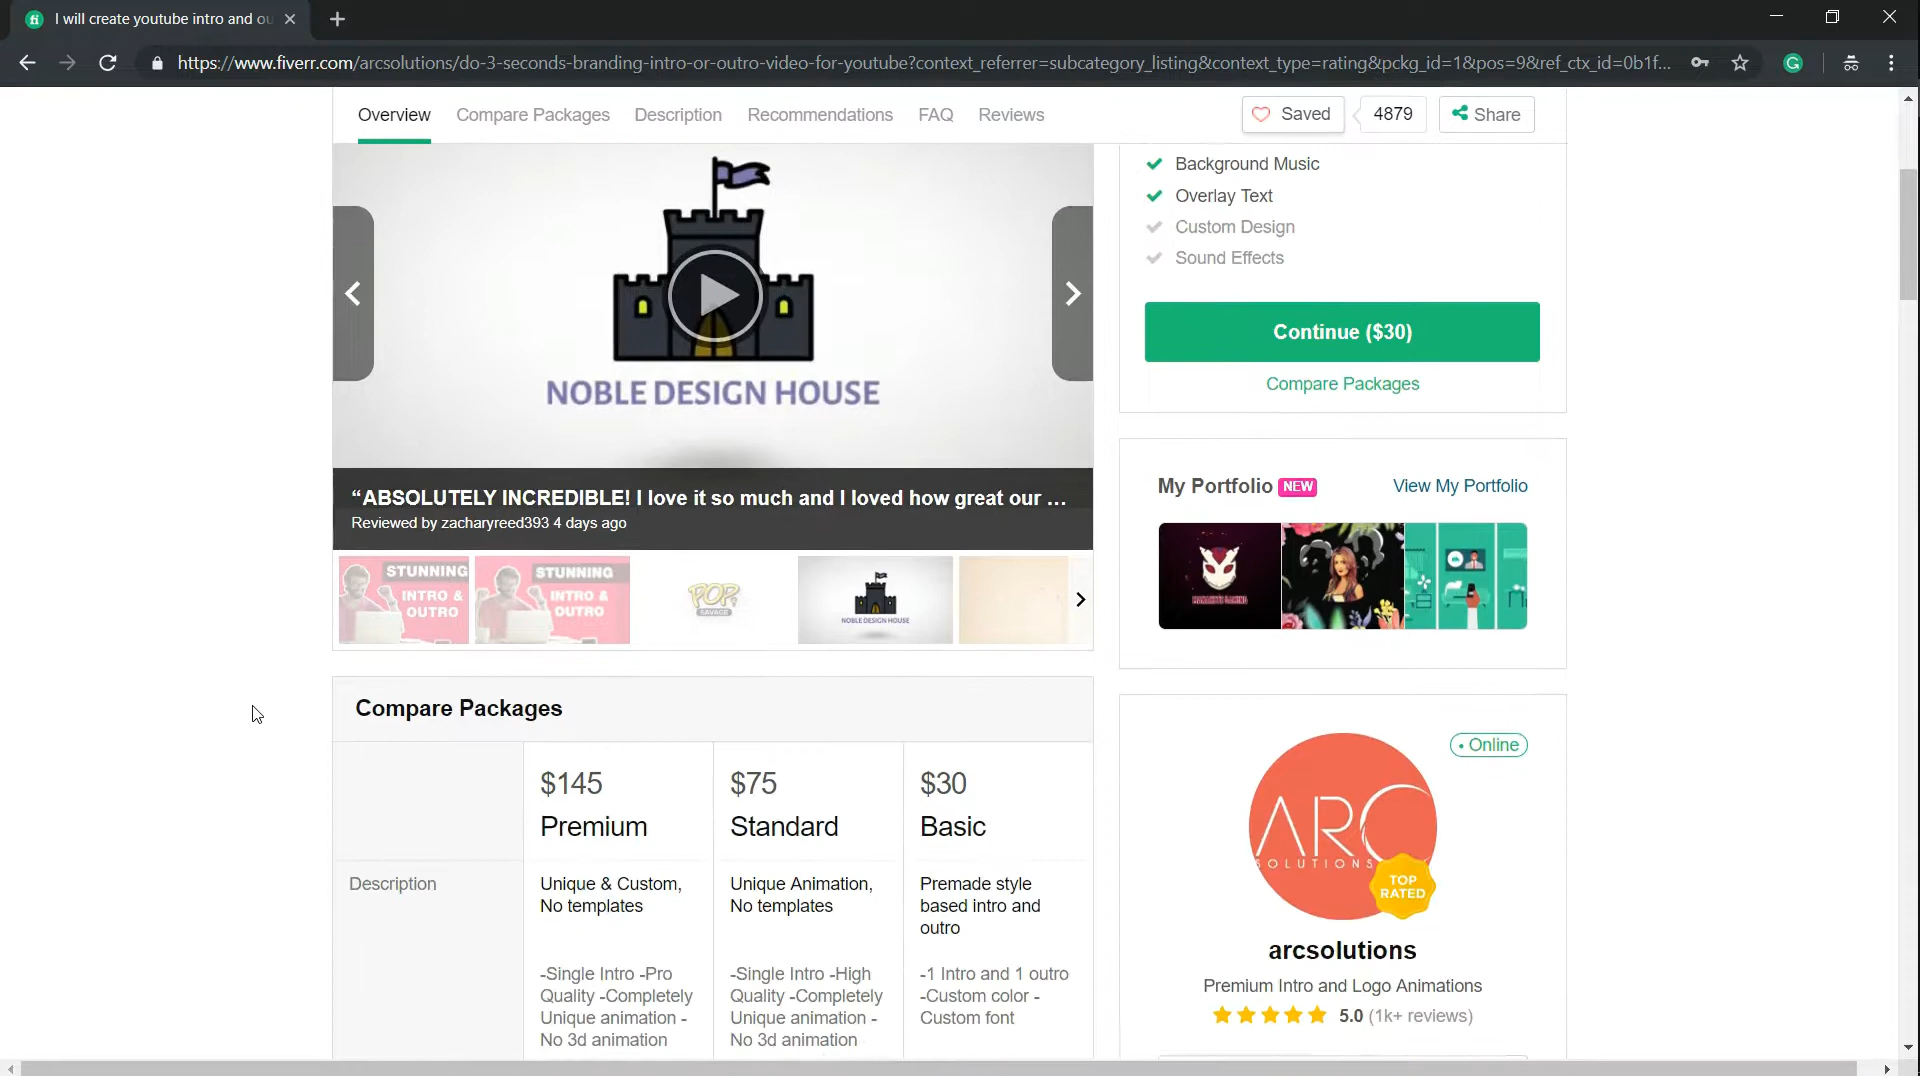 I will create youtube intro and ou
https://www.fiverr.com/arcsolutions/do-3-seconds-branding-intro-or-outro-video-for-youtube?context_referrer=subcategory_listing&context_type=rating&pckg_id=1&pos=9&ref_ctx_id=0b1f...
Overview Compare Packages Description Recommendations FAQ Reviews
Saved 4879 Share
NOBLE DESIGN HOUSE
“ABSOLUTELY INCREDIBLE! I love it so much and I loved how great our ...
Reviewed by zacharyreed393 4 days ago
STUNNING
INTRO &
OUTRO
STUNNING
INTRO &
OUTRO
POP
SAVAGE
NOBLE DESIGN HOUSE
Background Music
Overlay Text
Custom Design
Sound Effects
Continue ($30)
Compare Packages
My Portfolio NEW View My Portfolio
Compare Packages
$145 $75 $30
Premium Standard Basic
Description
Unique & Custom,
No templates
-Single Intro -Pro
Quality -Completely
Unique animation -
No 3d animation
Unique Animation,
No templates
-Single Intro -High
Quality -Completely
Unique animation -
No 3d animation
Premade style
based intro and
outro
-1 Intro and 1 outro
-Custom color -
Custom font
• Online
ARC
SOLUTIONS
TOP
RATED
arcsolutions
Premium Intro and Logo Animations
5.0 (1k+ reviews)